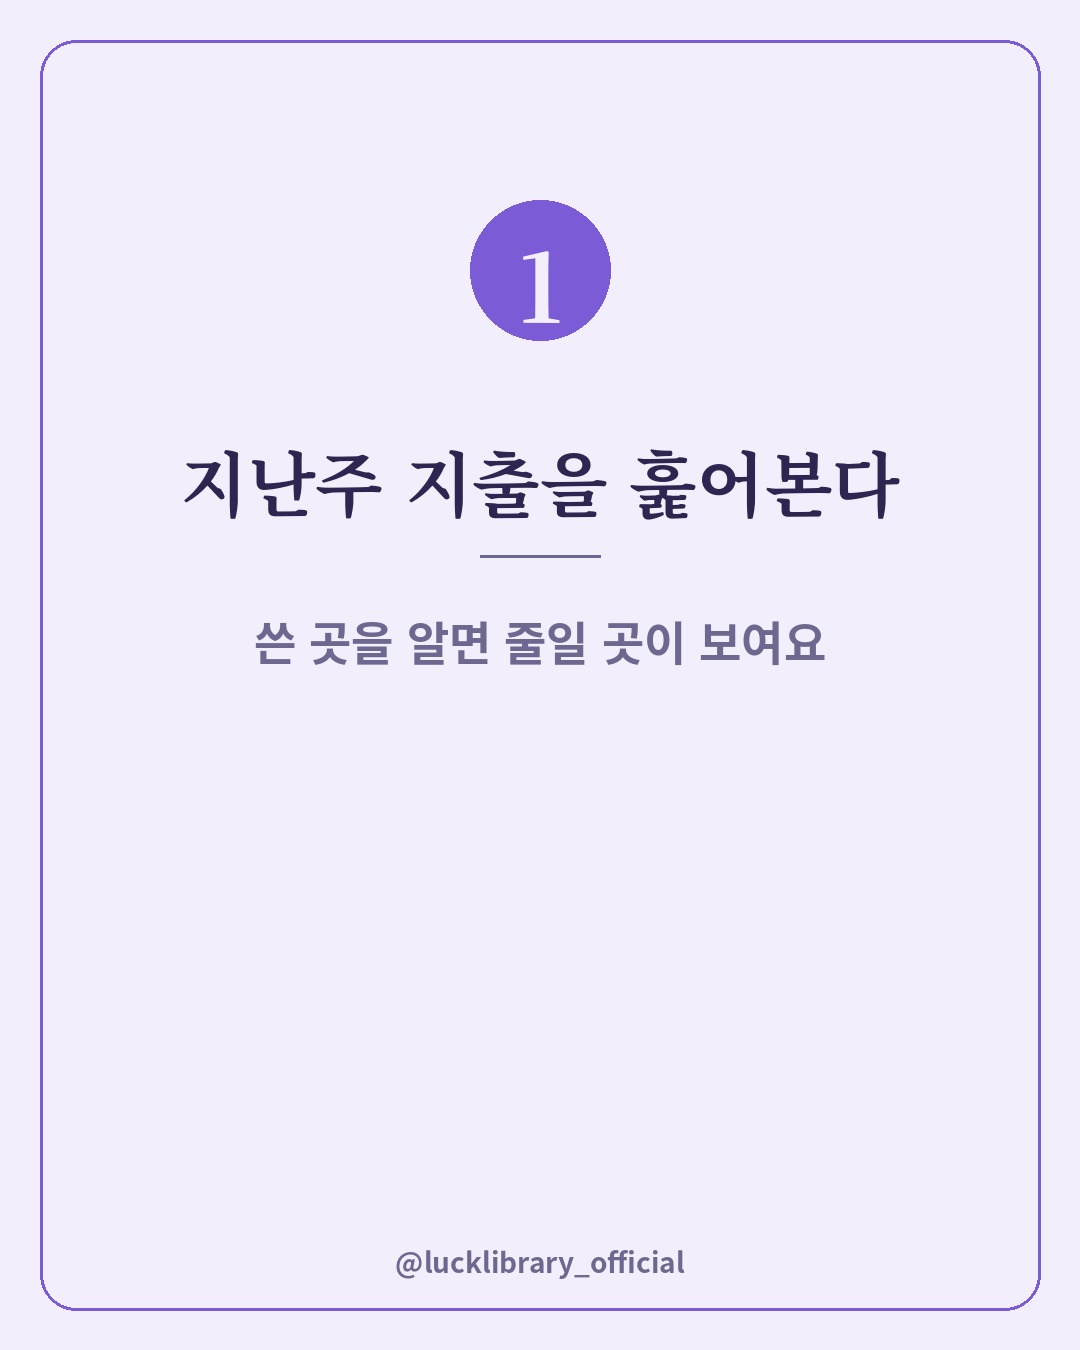 1
지난주 지출을 훑어본다
쓴 곳을 알면 줄일 곳이 보여요
@lucklibrary_official